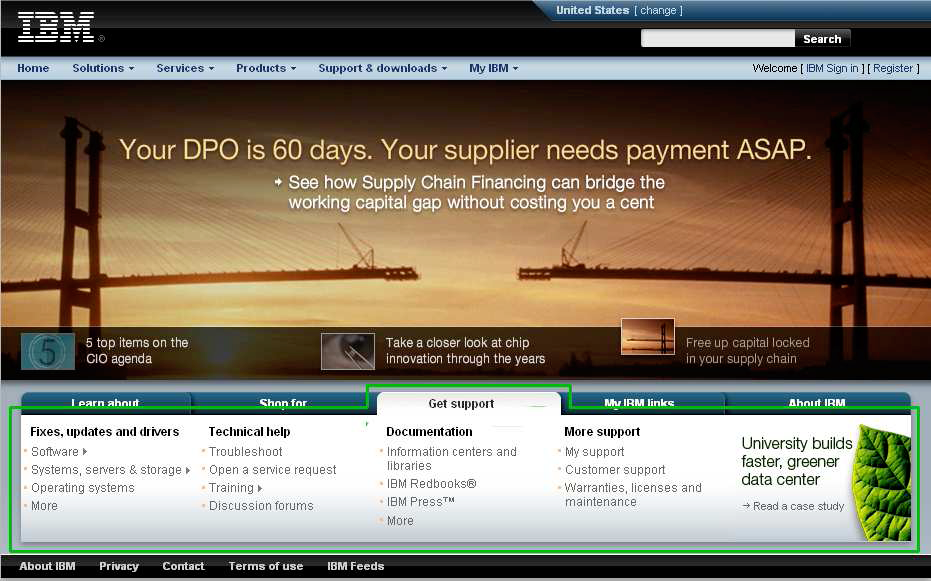 United States [ change ]
IBM®
Search
Home Solutions Services Products Support & downloads My IBM Welcome [ IBM Sign in ] [ Register ]
Your DPO is 60 days. Your supplier needs payment ASAP.
See how Supply Chain Financing can bridge the
working capital gap without costing you a cent
5
5 top items on the
CIO agenda
Take a closer look at chip
innovation through the years
Free up capital locked
in your supply chain
Learn about Shop for Get support My IBM links About IBM
Fixes, updates and drivers
Software
Systems, servers & storage
Operating systems
More
Technical help
Troubleshoot
Open a service request
Training
Discussion forums
Documentation
Information centers and
libraries
IBM Redbooks®
IBM Press™
More
More support
My support
Customer support
Warranties, licenses and
maintenance
University builds
faster, greener
data center
Read a case study
About IBM Privacy Contact Terms of use IBM Feeds